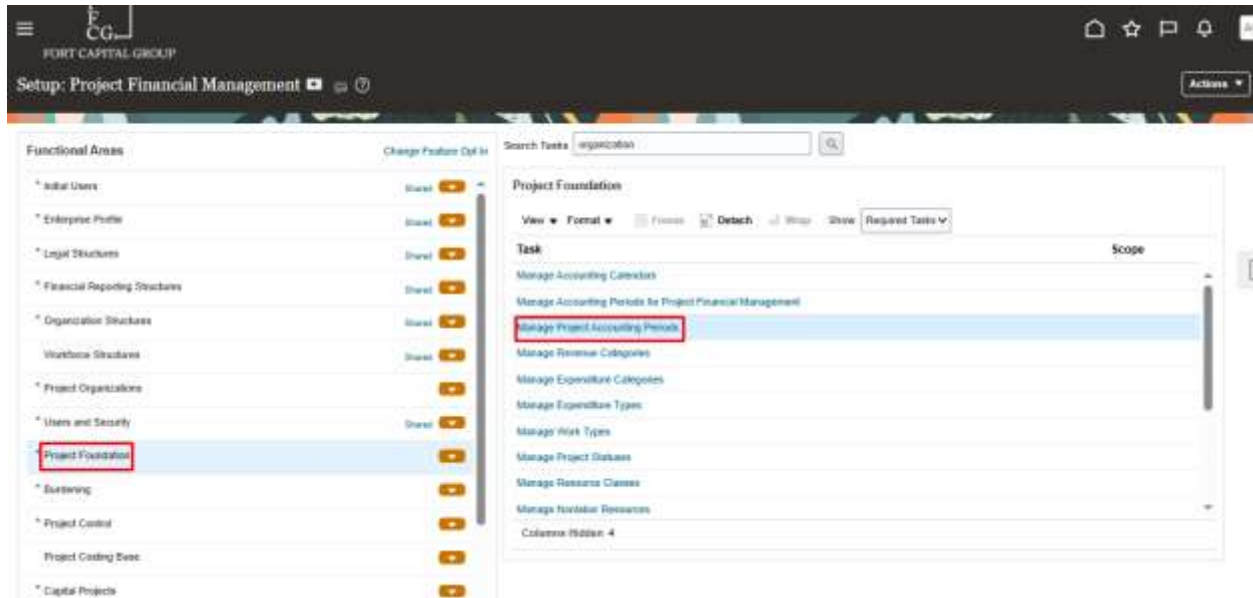 F
CG
FORT CAPITAL GROUP
Setup: Project Financial Management
Actions
Functional Areas
Change Feature Opt In
* Initial Users Shared
* Enterprise Profile Shared
* Legal Structures Shared
* Financial Reporting Structures Shared
* Organization Structures Shared
Workforce Structures Shared
* Project Organizations
* Users and Security Shared
* Project Foundation
* Burdening
* Project Control
Project Costing Base
* Capital Projects
Search Tasks organization
Project Foundation
View Format Freeze Detach Wrap Show Required Tasks
Task Scope
Manage Accounting Calendars
Manage Accounting Periods for Project Financial Management
Manage Project Accounting Periods
Manage Revenue Categories
Manage Expenditure Categories
Manage Expenditure Types
Manage Work Types
Manage Project Statuses
Manage Resource Classes
Manage Nonlabor Resources
Columns Hidden 4